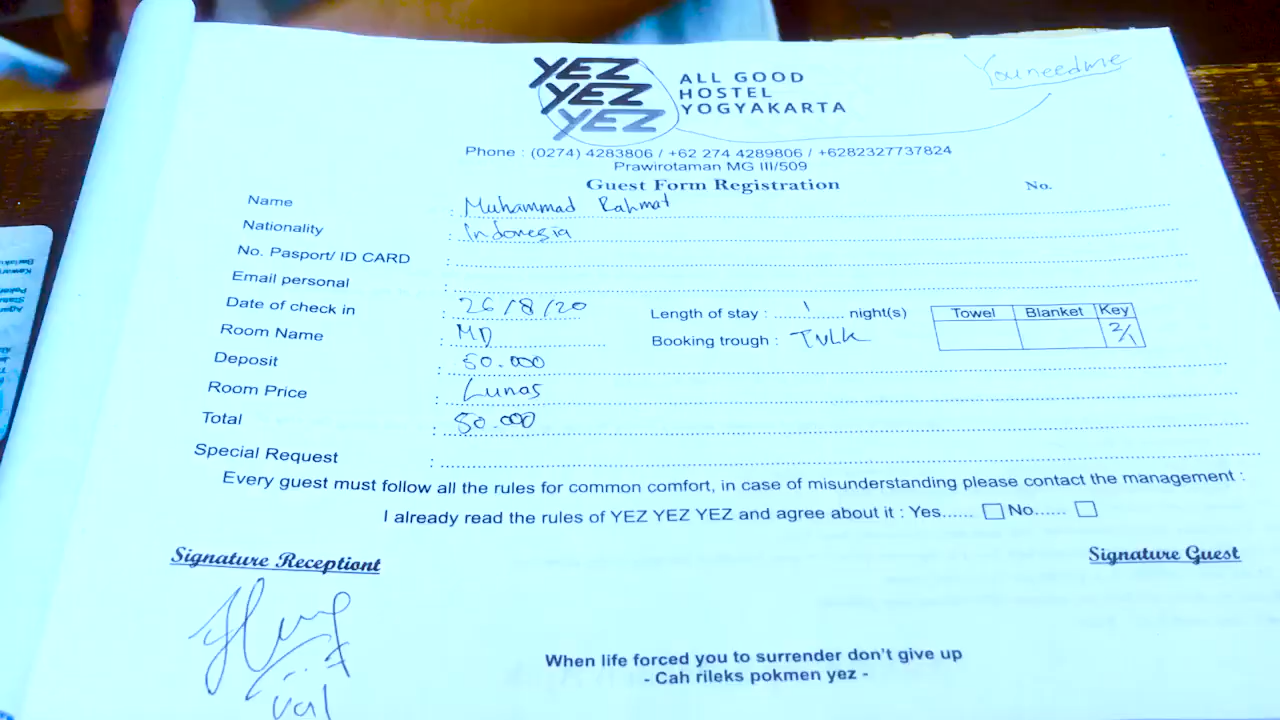 YEZ
YEZ
YEZ
ALL GOOD
HOSTEL
YOGYAKARTA
Youneedme
Phone : (0274) 4283806 / +62 274 4289806 / +6282327737824
Prawirotaman MG III/509
Guest Form Registration
No.
Name : Muhammad Rahmat
Nationality : Indonesia
No. Pasport/ ID CARD :
Email personal :
Date of check in : 26/8/20 Length of stay : 1 night(s) Towel Blanket Key
Room Name : MD Booking trough : TVLK 2/1
Deposit : 50.000
Room Price : Lunas
Total : 50.000
Special Request :
Every guest must follow all the rules for common comfort, in case of misunderstanding please contact the management :
I already read the rules of YEZ YEZ YEZ and agree about it : Yes...... No......
Signature Receptiont Signature Guest
val
When life forced you to surrender don't give up
- Cah rileks pokmen yez -